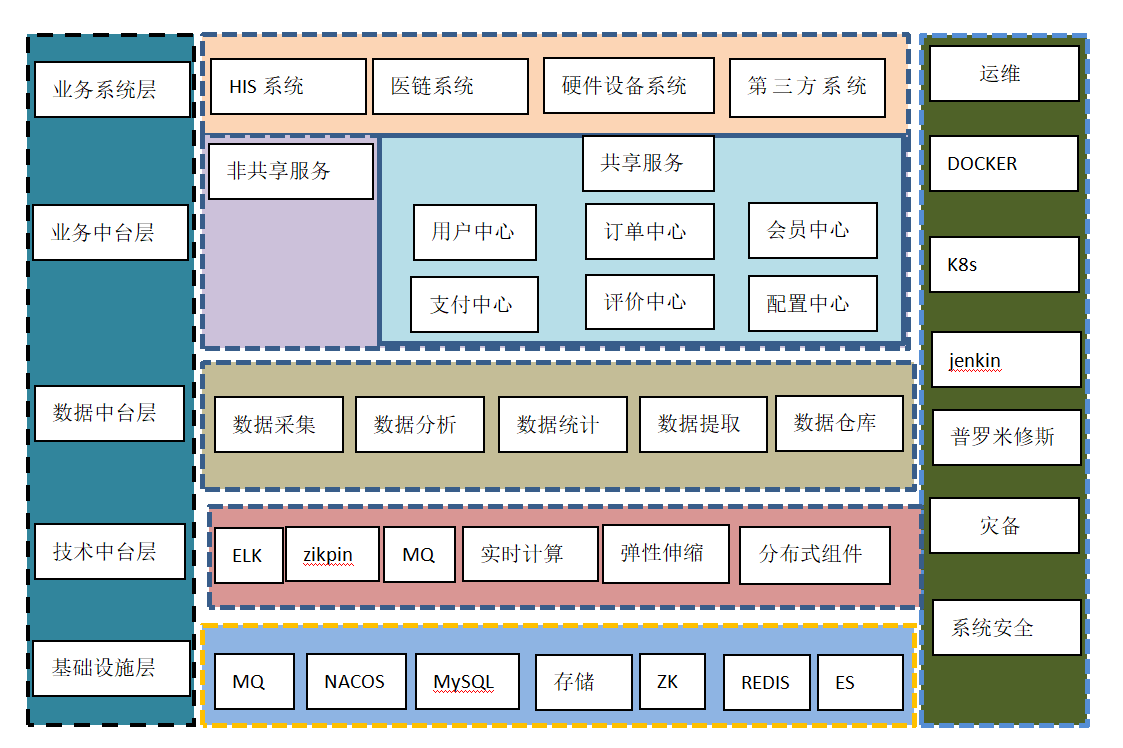 业务系统层
业务中台层
数据中台层
技术中台层
基础设施层
HIS 系统
医链系统
硬件设备系统
第三方系统
非共享服务
共享服务
用户中心
订单中心
会员中心
支付中心
评价中心
配置中心
数据采集
数据分析
数据统计
数据提取
数据仓库
ELK
zikpin
MQ
实时计算
弹性伸缩
分布式组件
MQ
NACOS
MySQL
存储
ZK
REDIS
ES
运维
DOCKER
K8s
jenkin
普罗米修斯
灾备
系统安全